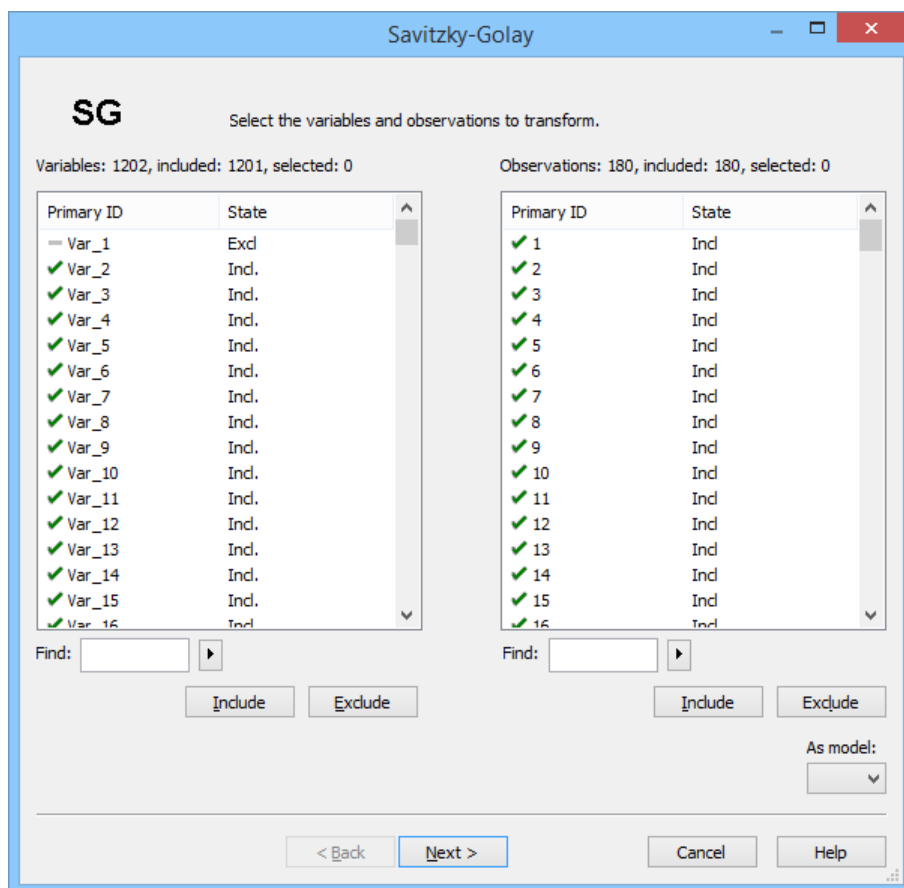 Savitzky-Golay
SG
Select the variables and observations to transform.
Variables: 1202, included: 1201, selected: 0
Primary ID State
Var_1 Excl
Var_2 Incl.
Var_3 Incl.
Var_4 Incl.
Var_5 Incl.
Var_6 Incl.
Var_7 Incl.
Var_8 Incl.
Var_9 Incl.
Var_10 Incl.
Var_11 Incl.
Var_12 Incl.
Var_13 Incl.
Var_14 Incl.
Var_15 Incl.
Var_16 Incl
Find:
Include Exclude
Observations: 180, included: 180, selected: 0
Primary ID State
1 Incl
2 Incl
3 Incl
4 Incl
5 Incl
6 Incl
7 Incl
8 Incl
9 Incl
10 Incl
11 Incl
12 Incl
13 Incl
14 Incl
15 Incl
16 Incl
Find:
Include Exclude
As model:
< Back Next > Cancel Help